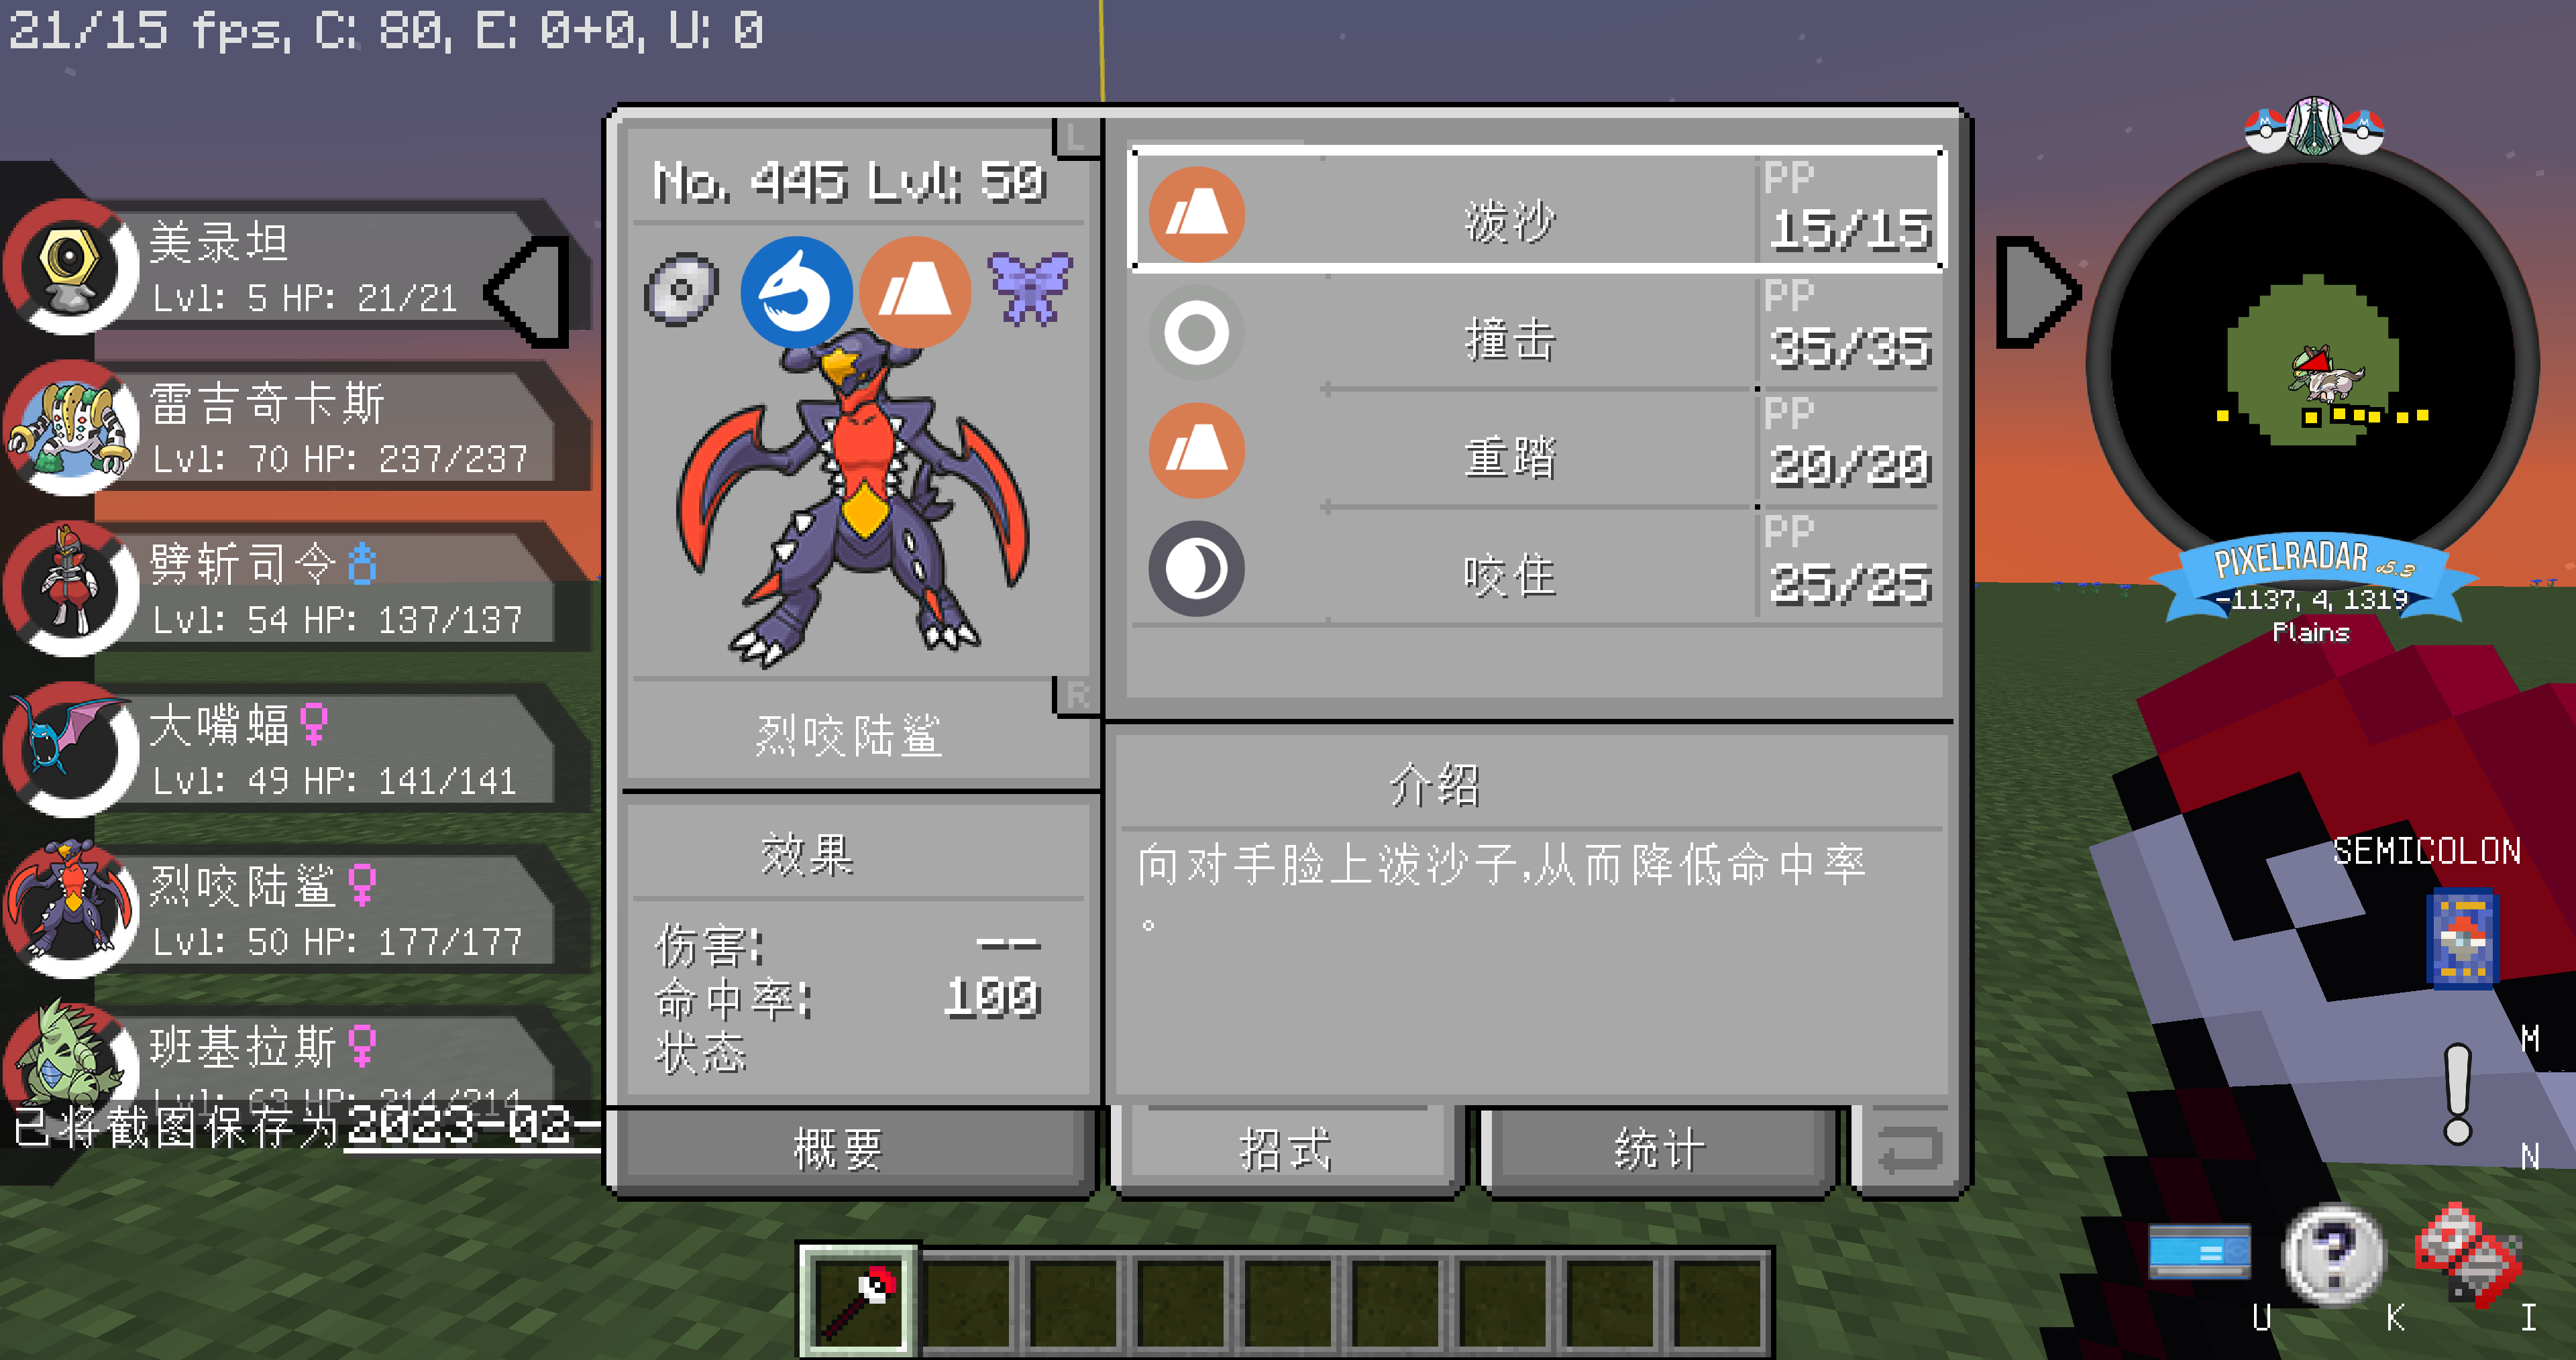 21/15 fps, C: 80, E: 0+0, U: 0
美录坦
Lvl: 5 HP: 21/21
雷吉奇卡斯
Lvl: 70 HP: 237/237
劈斩司令
Lvl: 54 HP: 137/137
大嘴蝠♀
Lvl: 49 HP: 141/141
烈咬陆鲨♀
Lvl: 50 HP: 177/177
班基拉斯♀
Lvl: 63 HP: 214/214
已将截图保存为2023-02-
L
No. 445 Lvl: 50
R
烈咬陆鲨
效果
伤害: --
命中率: 100
状态
泼沙
PP
15/15
撞击
PP
35/35
重踏
PP
20/20
咬住
PP
25/25
介绍
向对手脸上泼沙子,从而降低命中率
。
概要
招式
统计
PIXELRADAR v5.3
-1137, 4, 1319
Plains
SEMICOLON
M
N
U
K
I